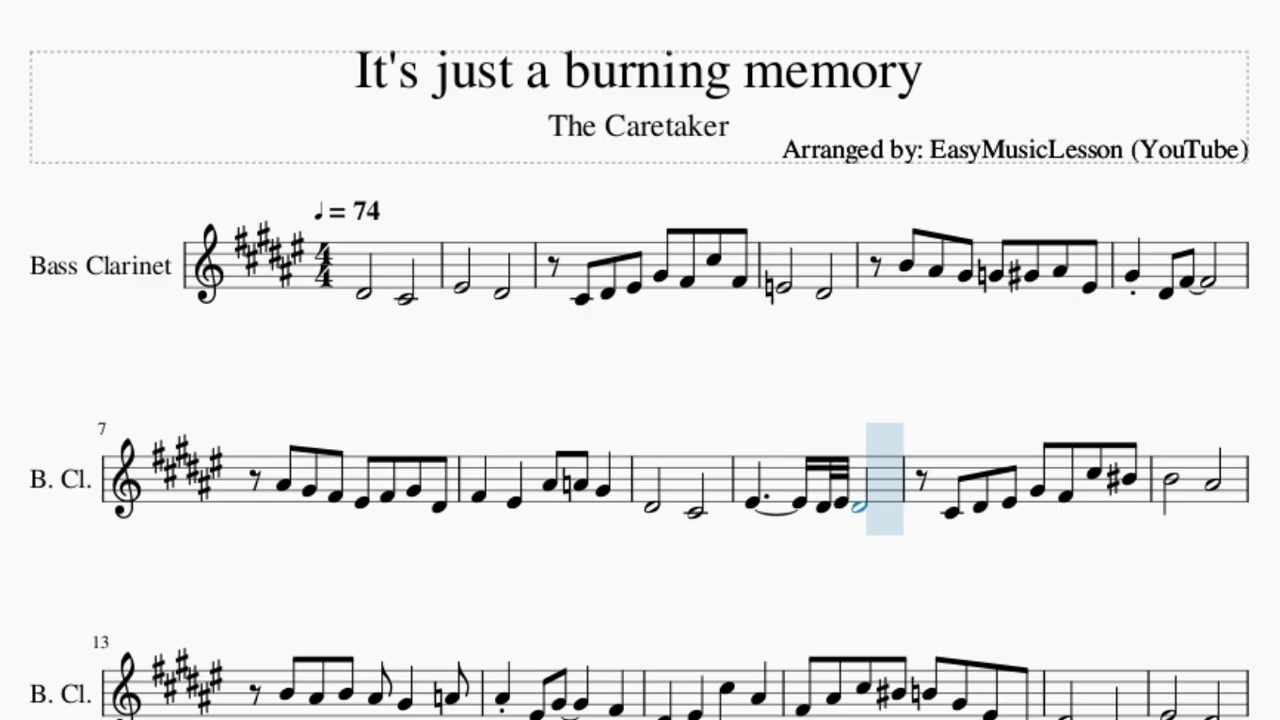 It's just a burning memory
The Caretaker
Arranged by: EasyMusicLesson (YouTube)
♩ = 74
Bass Clarinet
4
4
7
B. Cl.
13
B. Cl.